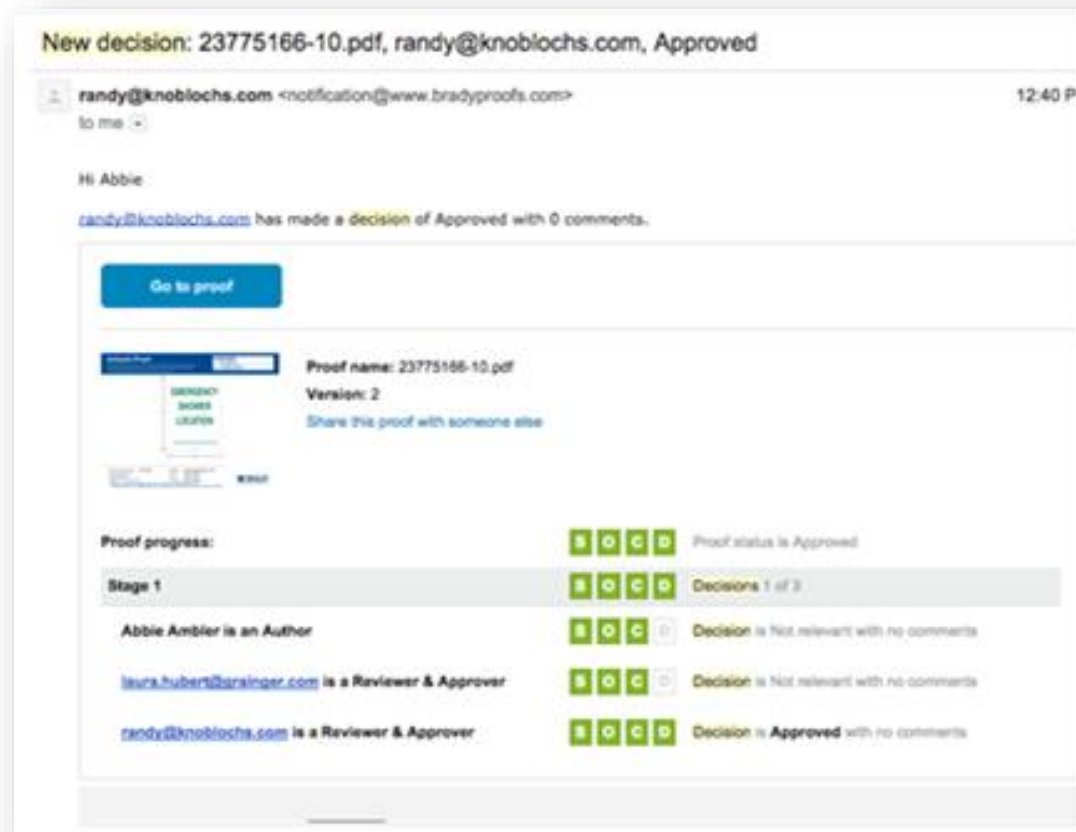 New decision: 23775166-10.pdf, randy@knoblochs.com, Approved
randy@knoblochs.com <notification@www.bradyproofs.com> 12:40 P
to me
Hi Abbie
randy@knoblochs.com has made a decision of Approved with 0 comments.
Go to proof
EMERGENCY
SHOWER
LOCATION
Proof name: 23775166-10.pdf
Version: 2
Share this proof with someone else
Proof progress: S O C D Proof status is Approved
Stage 1 S O C D Decisions 1 of 3
Abbie Ambler is an Author S O C D Decision is Not relevant with no comments
laura.hubert@grainger.com is a Reviewer & Approver S O C D Decision is Not relevant with no comments
randy@knoblochs.com is a Reviewer & Approver S O C D Decision is Approved with no comments